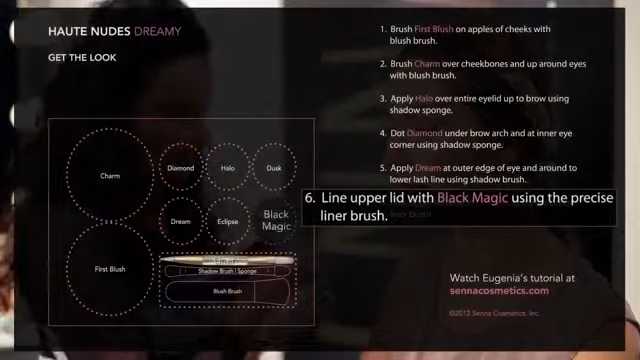 HAUTE NUDES DREAMY
GET THE LOOK
Charm
Diamond
Halo
Dusk
Dream
Eclipse
Black
Magic
First Blush
Shadow Brush | Sponge
Blush Brush
1. Brush First Blush on apples of cheeks with
blush brush.
2. Brush Charm over cheekbones and up around eyes
with blush brush.
3. Apply Halo over entire eyelid up to brow using
shadow sponge.
4. Dot Diamond under brow arch and at inner eye
corner using shadow sponge.
5. Apply Dream at outer edge of eye and around to
lower lash line using shadow brush.
6. Line upper lid with Black Magic using the precise
liner brush.
Watch Eugenia's tutorial at
sennacosmetics.com
©2012 Senna Cosmetics, Inc.